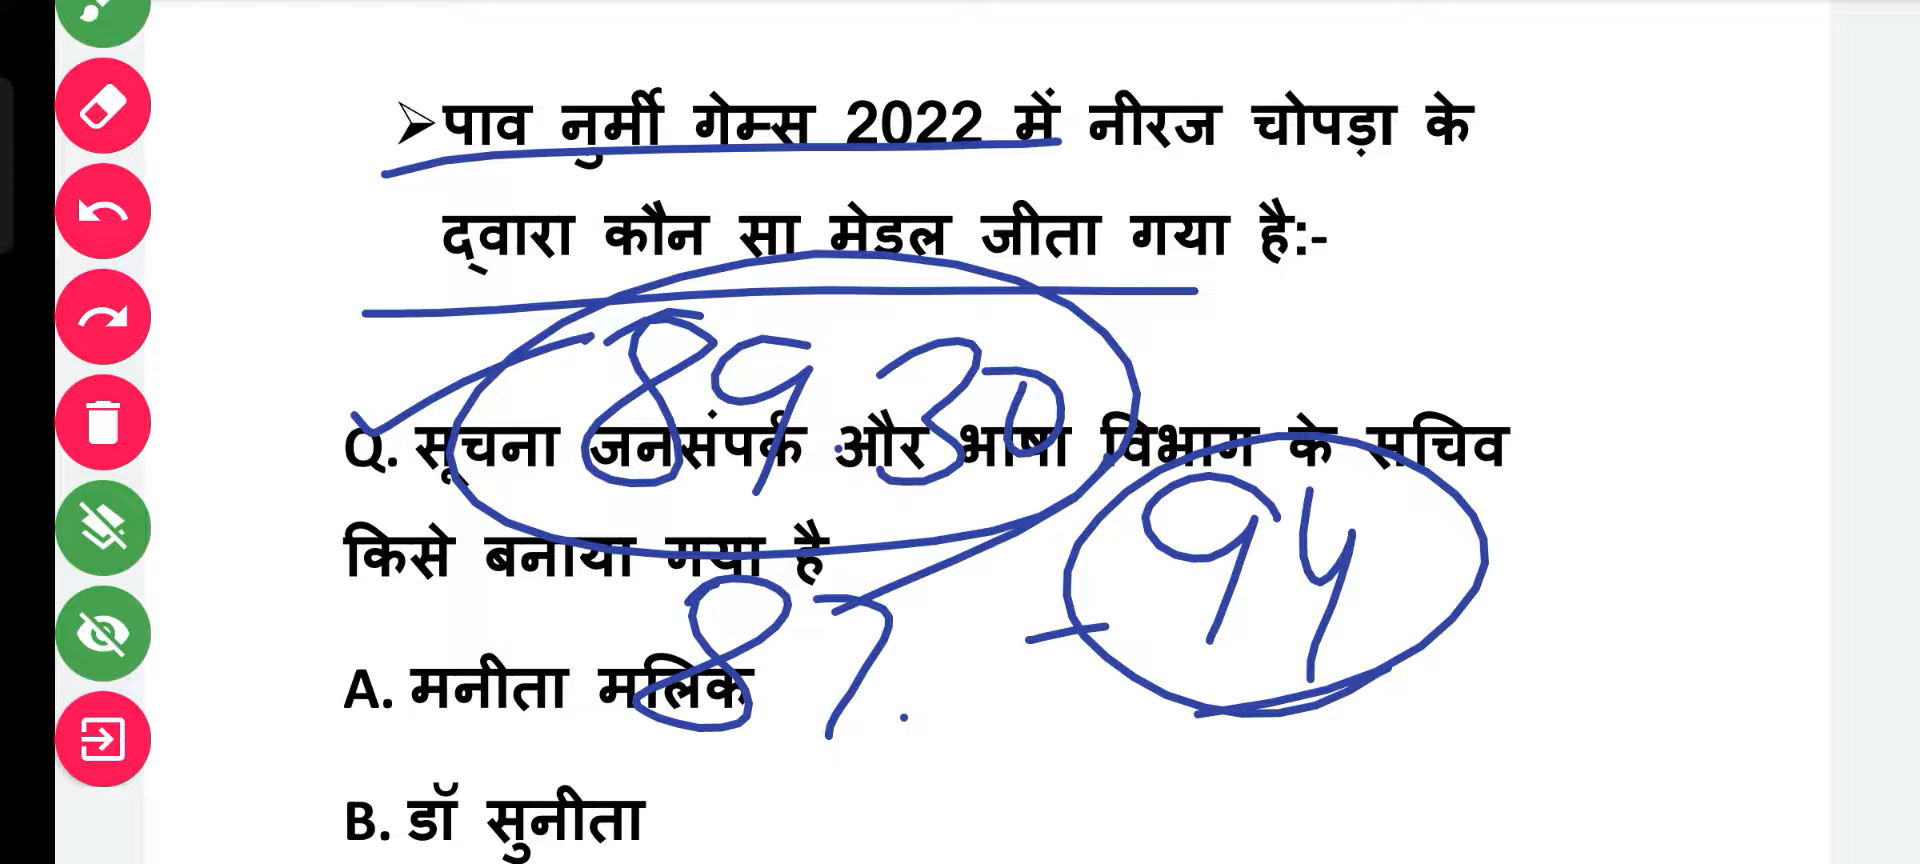 ➢पाव नुर्मी गेम्स 2022 में नीरज चोपड़ा के
द्वारा कौन सा मेडल जीता गया है:-
89.30
Q. सूचना जनसंपर्क और भाषा विभाग के सचिव
किसे बनाया गया है
94
87.
A. मनीता मलिक
B. डॉ सुनीता